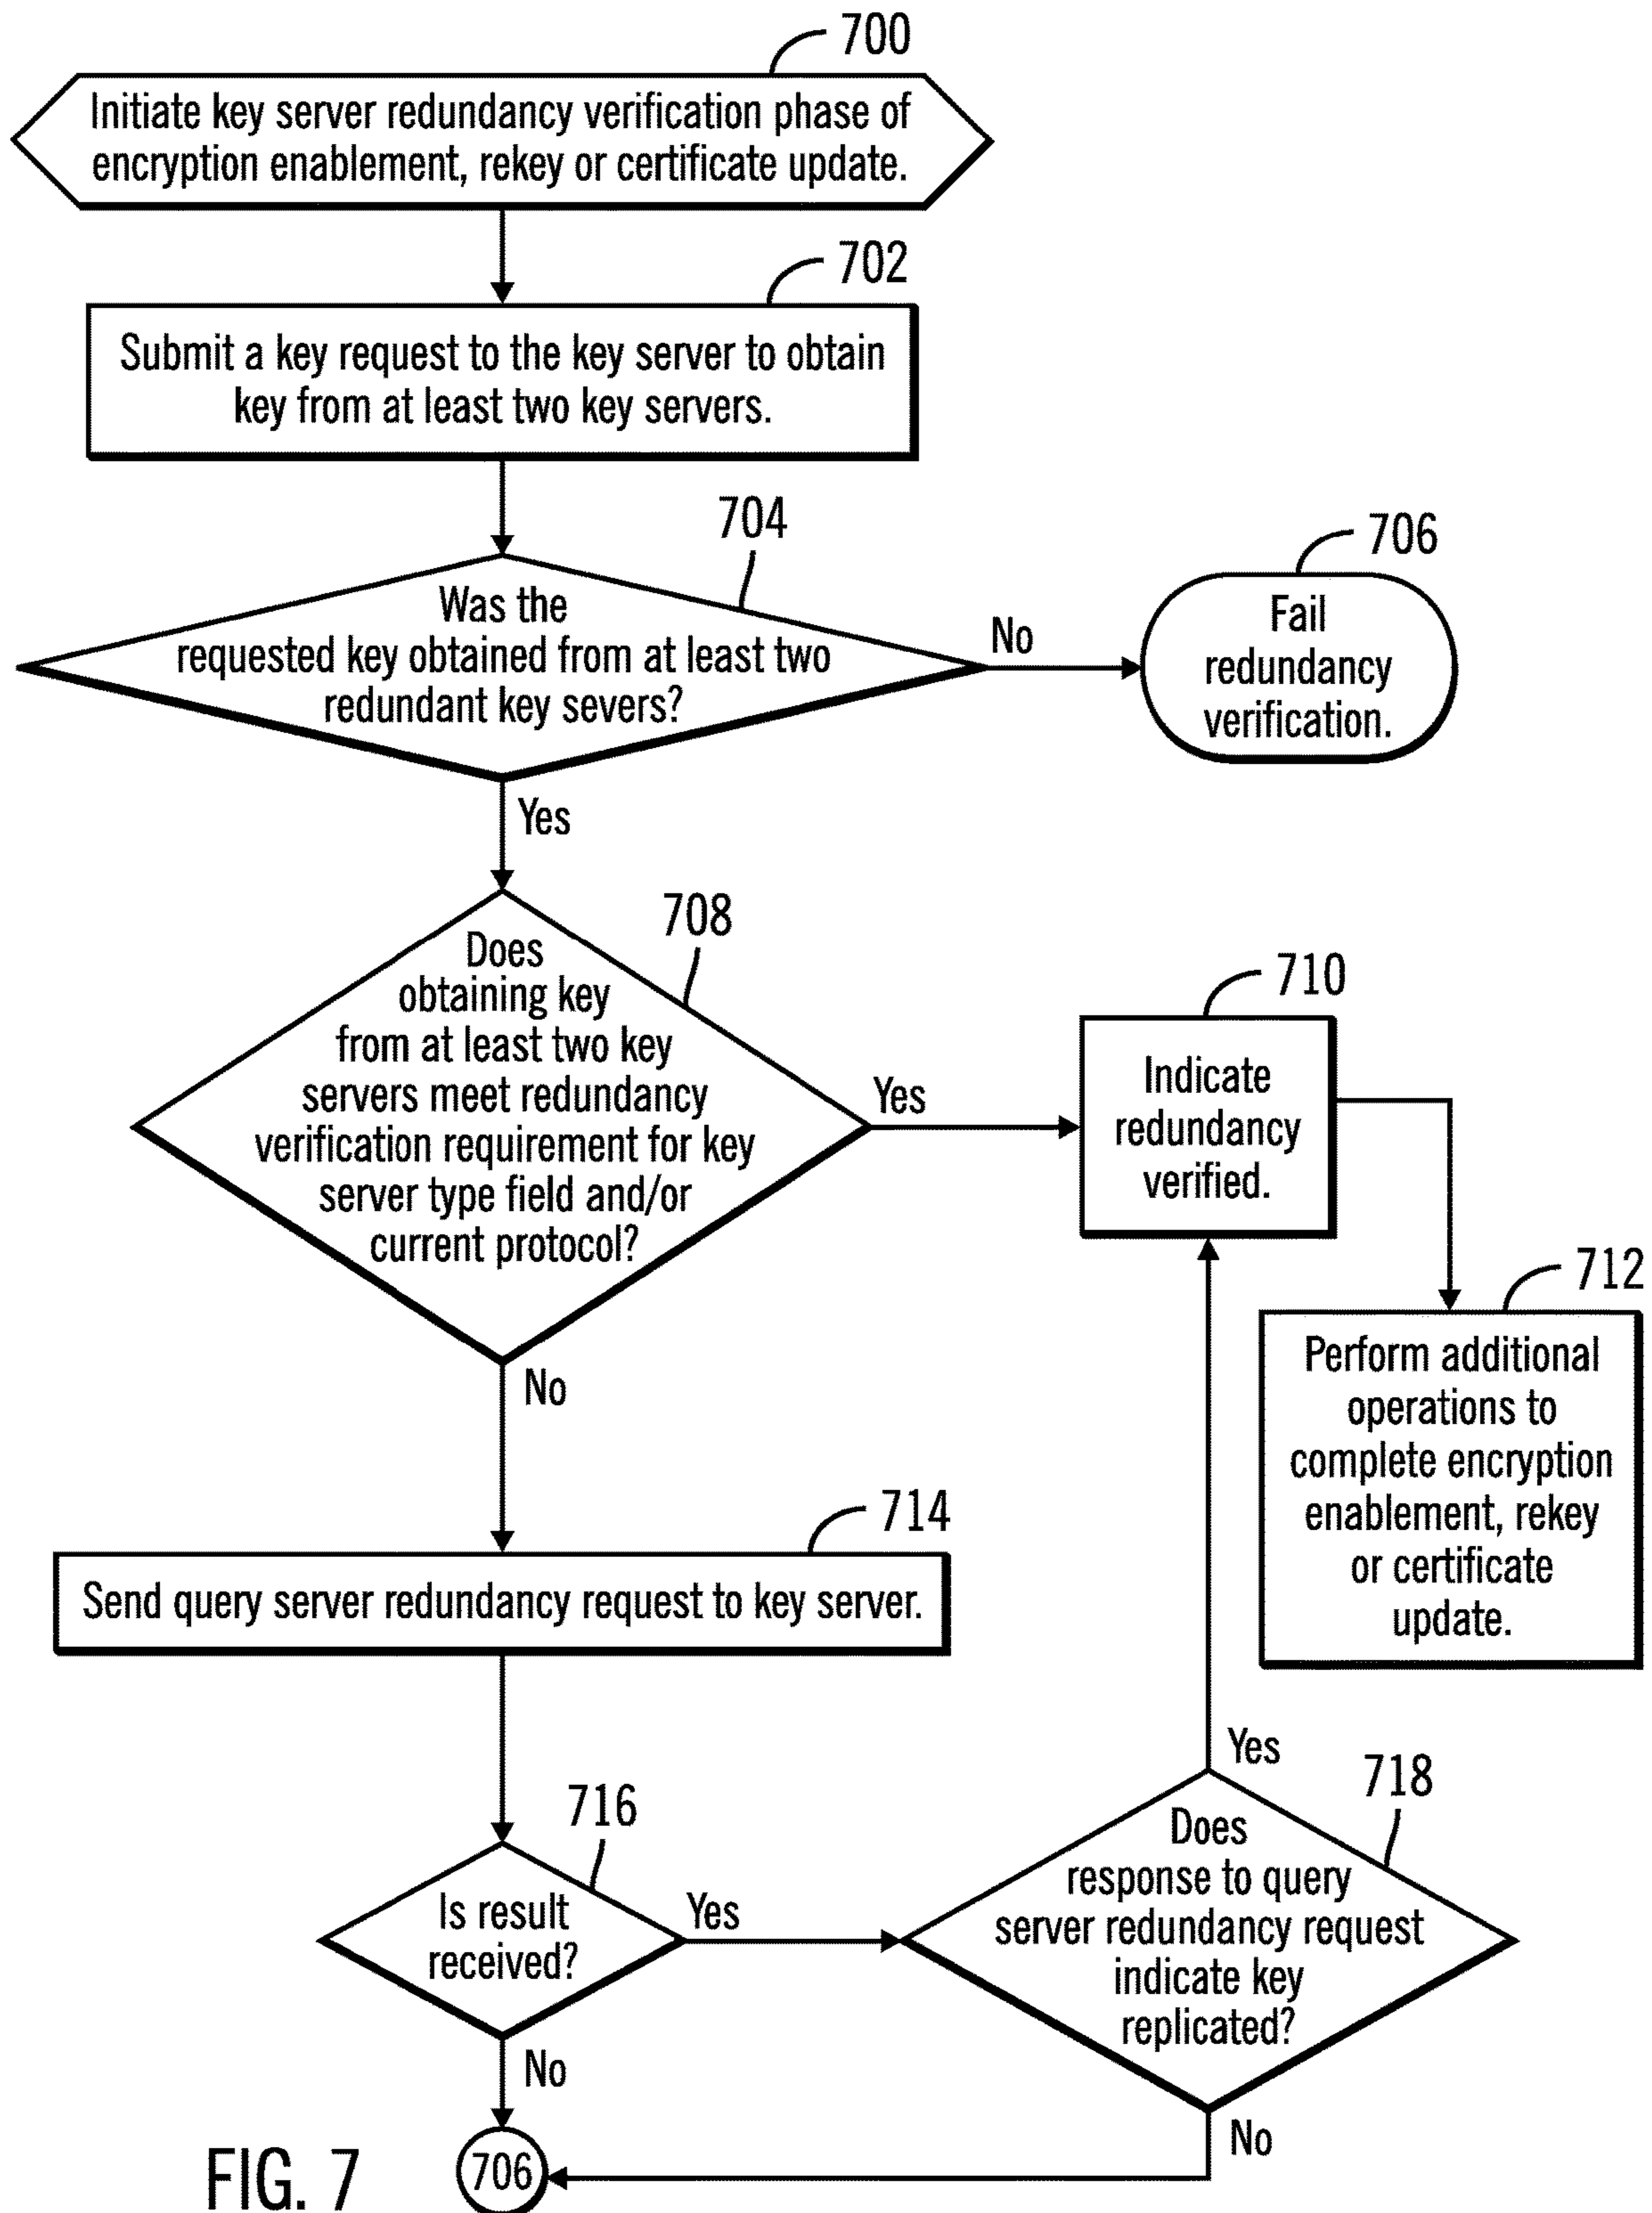 700
Initiate key server redundancy verification phase of
encryption enablement, rekey or certificate update.
702
Submit a key request to the key server to obtain
key from at least two key servers.
704
Was the
requested key obtained from at least two
redundant key severs?
No
706
Fail
redundancy
verification.
Yes
708
Does
obtaining key
from at least two key
servers meet redundancy
verification requirement for key
server type field and/or
current protocol?
Yes
710
Indicate
redundancy
verified.
712
Perform additional
operations to
complete encryption
enablement, rekey
or certificate
update.
No
714
Send query server redundancy request to key server.
716
Is result
received?
Yes
718
Does
response to query
server redundancy request
indicate key
replicated?
Yes
No
No
706
FIG. 7